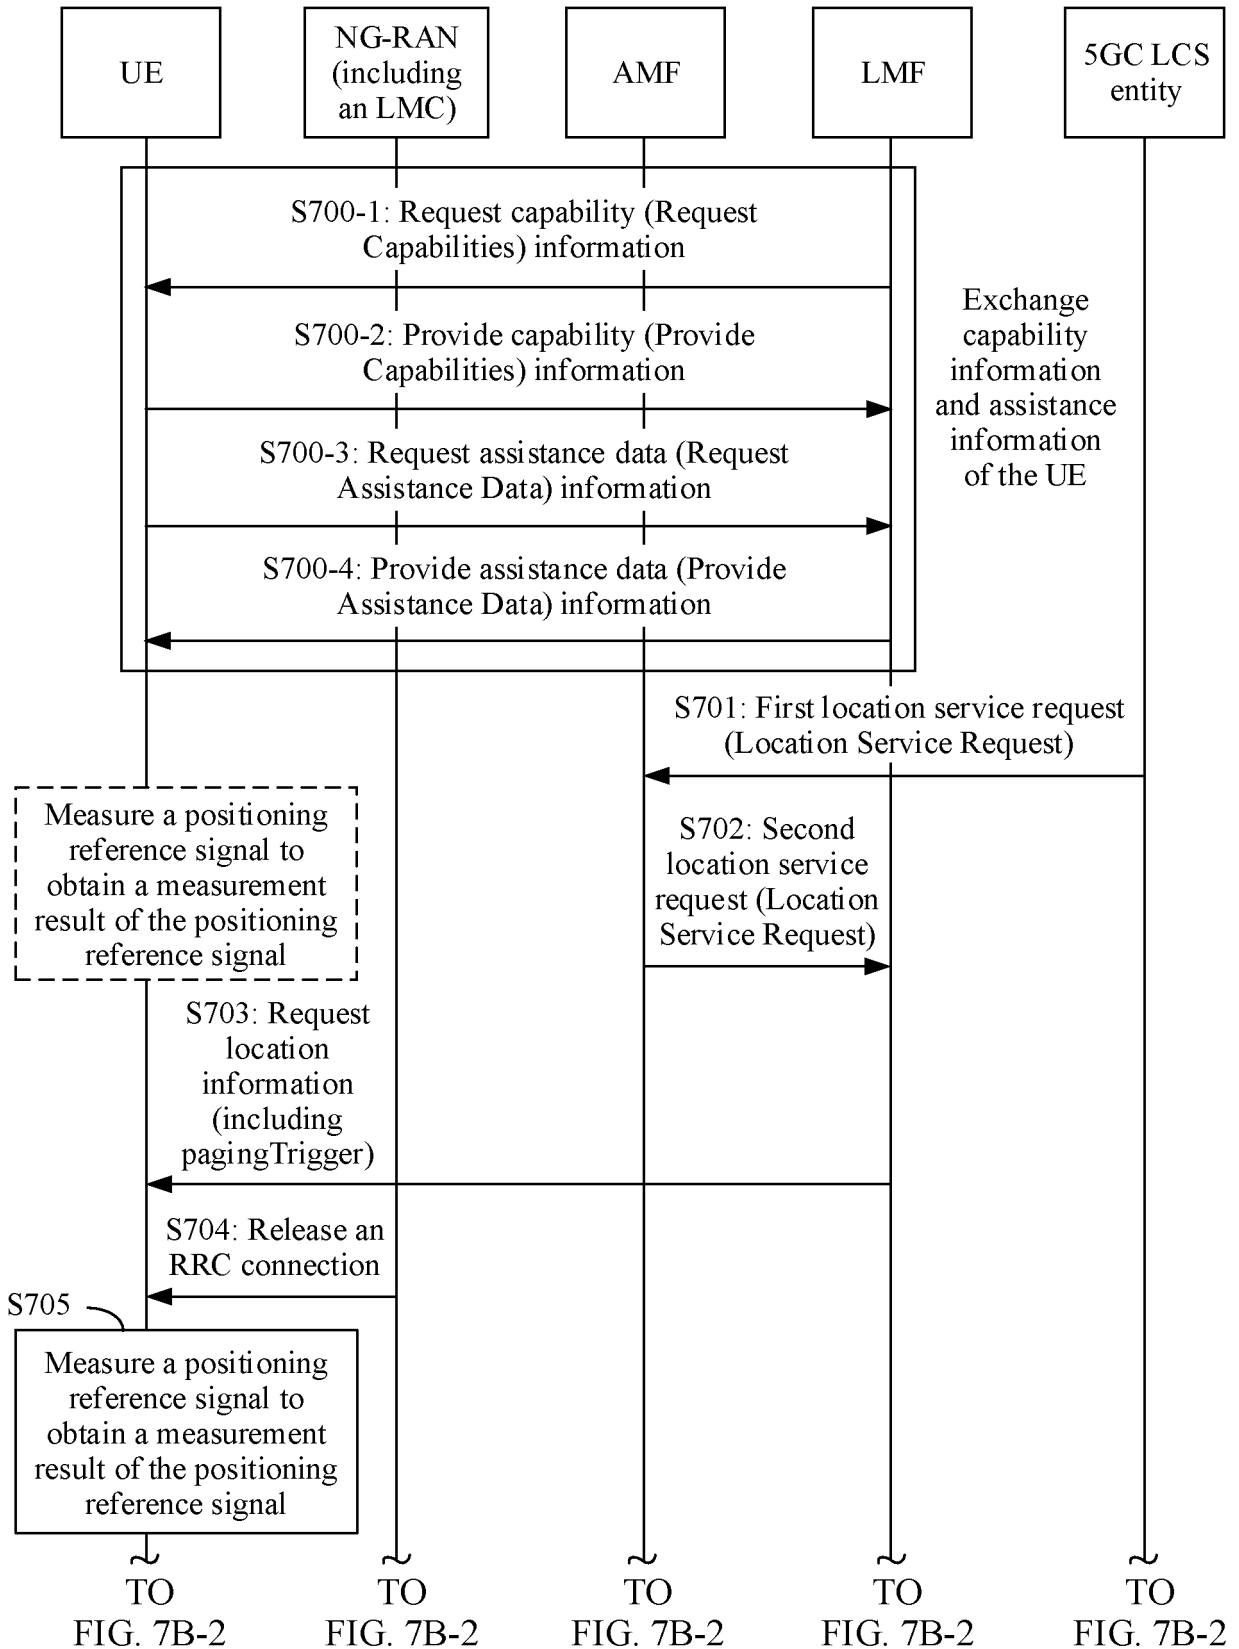 UE
NG-RAN
(including
an LMC)
AMF
LMF
5GC LCS
entity
S700-1: Request capability (Request
Capabilities) information
S700-2: Provide capability (Provide
Capabilities) information
S700-3: Request assistance data (Request
Assistance Data) information
S700-4: Provide assistance data (Provide
Assistance Data) information
Exchange
capability
information
and assistance
information
of the UE
S701: First location service request
(Location Service Request)
Measure a positioning
reference signal to
obtain a measurement
result of the positioning
reference signal
S702: Second
location service
request (Location
Service Request)
S703: Request
location
information
(including
pagingTrigger)
S704: Release an
RRC connection
S705
Measure a positioning
reference signal to
obtain a measurement
result of the positioning
reference signal
TO
FIG. 7B-2
TO
FIG. 7B-2
TO
FIG. 7B-2
TO
FIG. 7B-2
TO
FIG. 7B-2